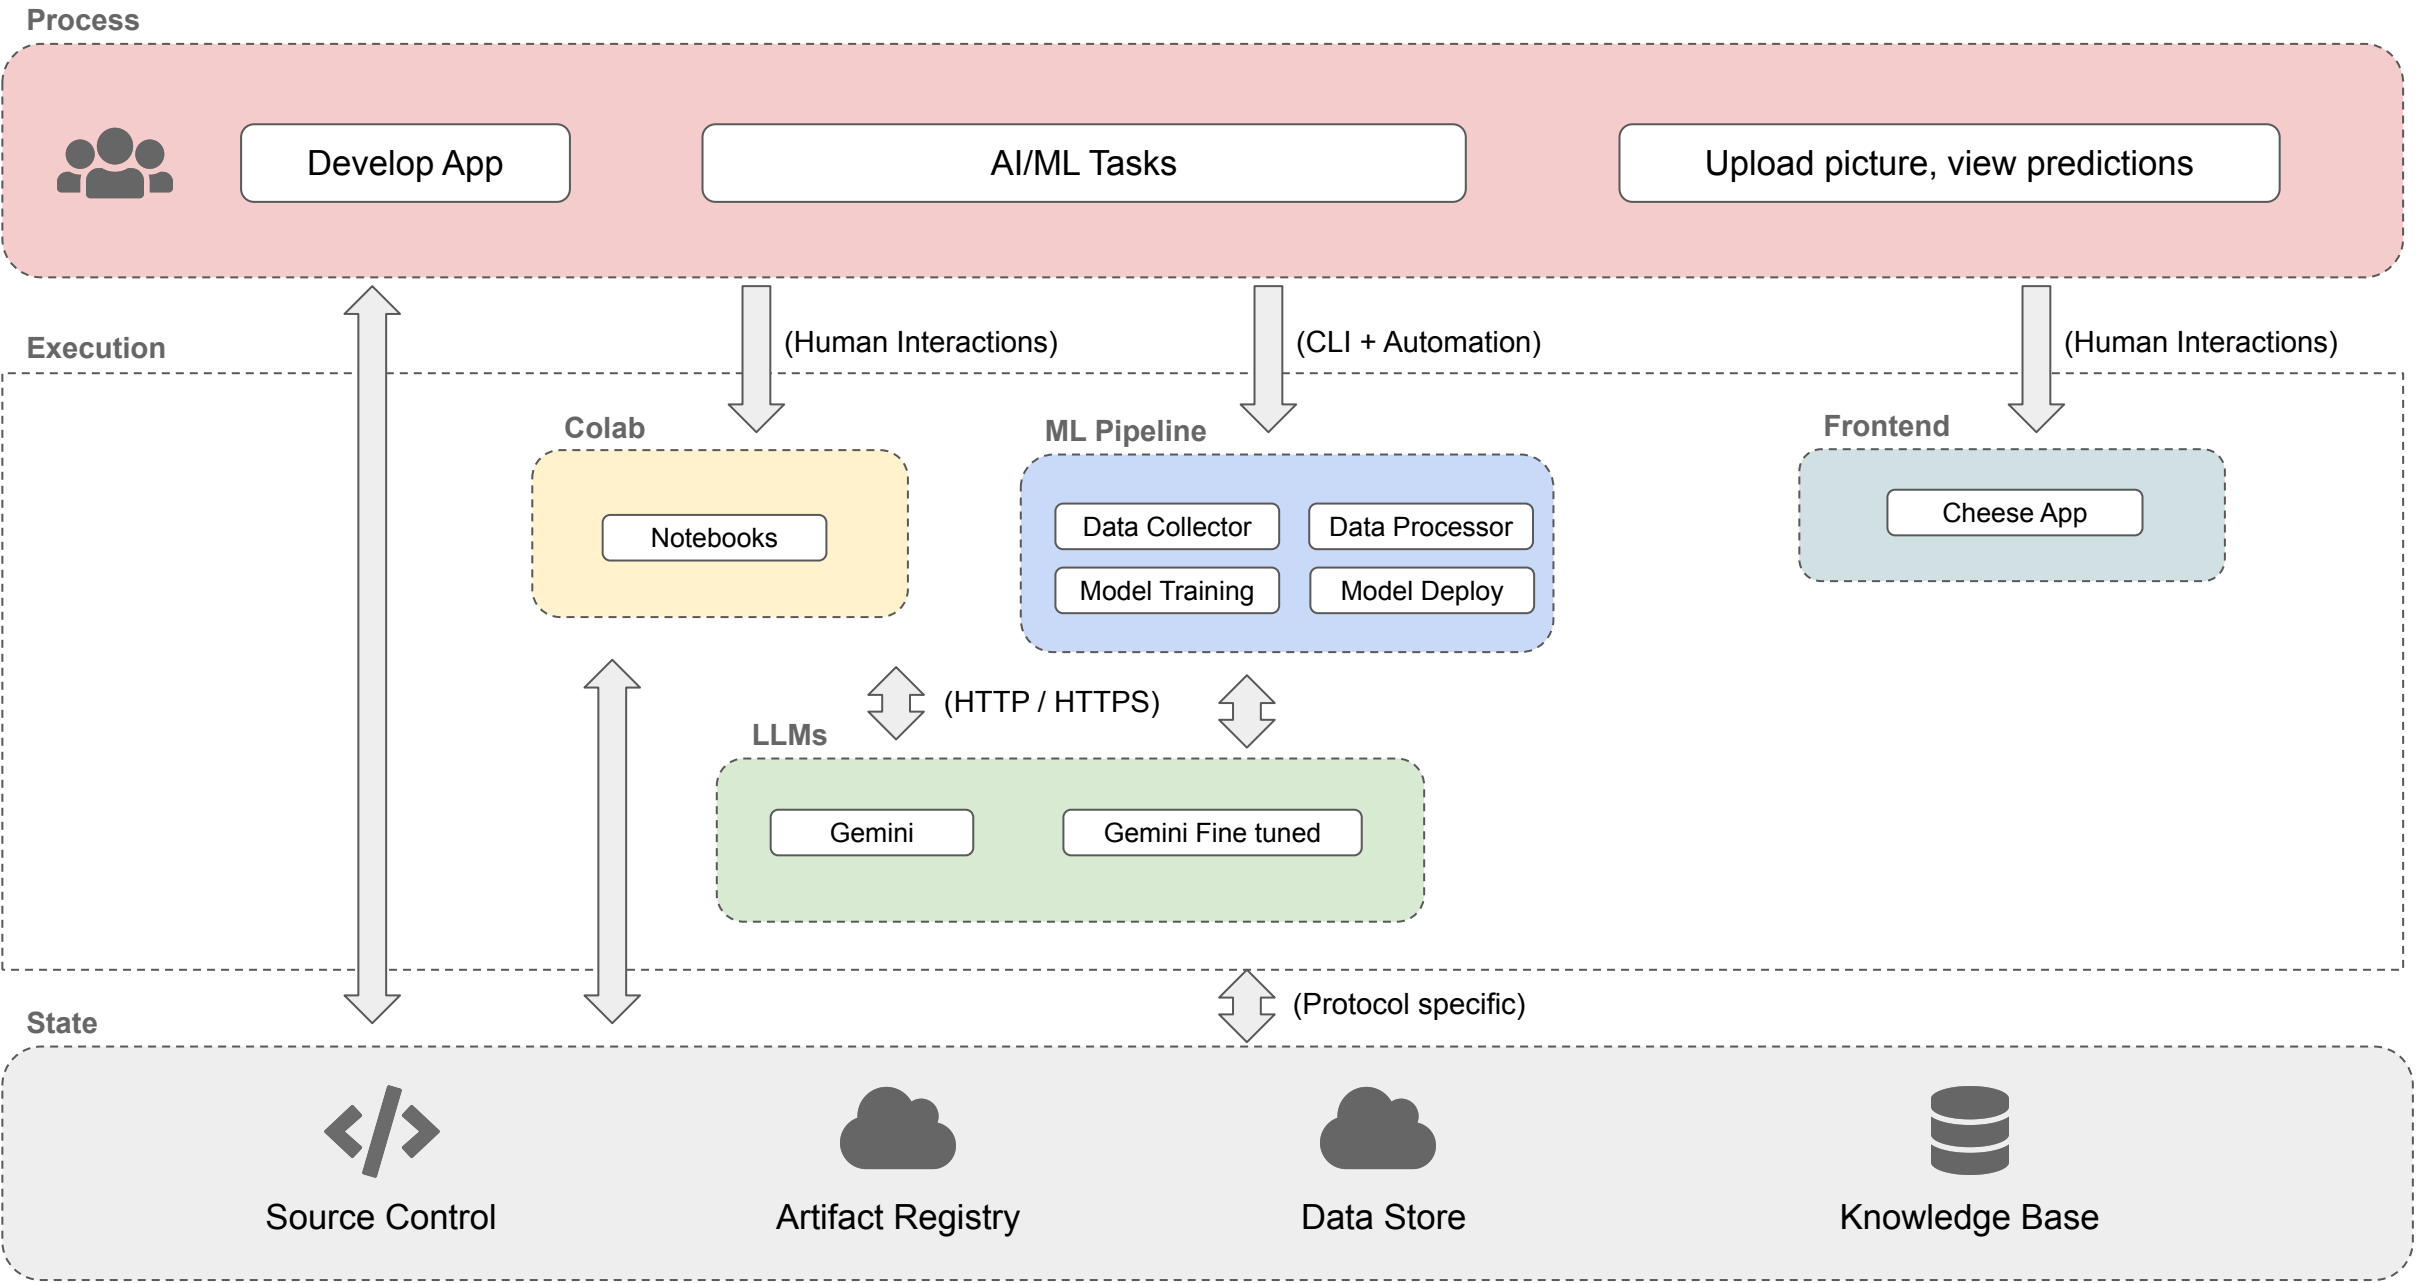 Process
Develop App
AI/ML Tasks
Upload picture, view predictions
(Human Interactions)
(CLI + Automation)
(Human Interactions)
Execution
Colab
ML Pipeline
Frontend
Notebooks
Data Collector
Data Processor
Model Training
Model Deploy
Cheese App
(HTTP / HTTPS)
LLMs
Gemini
Gemini Fine tuned
(Protocol specific)
State
Source Control
Artifact Registry
Data Store
Knowledge Base